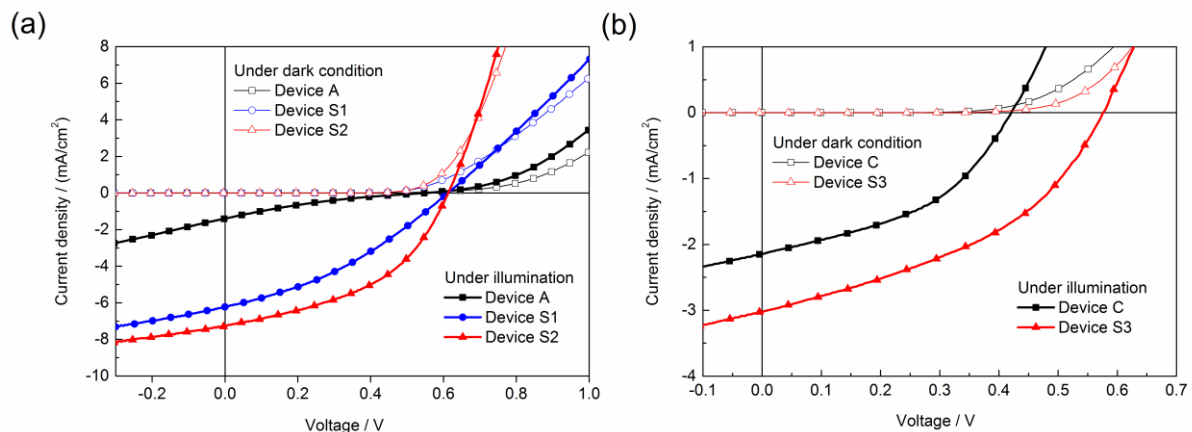 (a)
8
6
4
2
0
-2
-4
-6
-8
-10
Current density / (mA/cm²)
Under dark condition
Device A
Device S1
Device S2
Under illumination
Device A
Device S1
Device S2
-0.2 0.0 0.2 0.4 0.6 0.8 1.0
Voltage / V
(b)
1
0
-1
-2
-3
-4
Current density / (mA/cm²)
Under dark condition
Device C
Device S3
Under illumination
Device C
Device S3
-0.1 0.0 0.1 0.2 0.3 0.4 0.5 0.6 0.7
Voltage / V